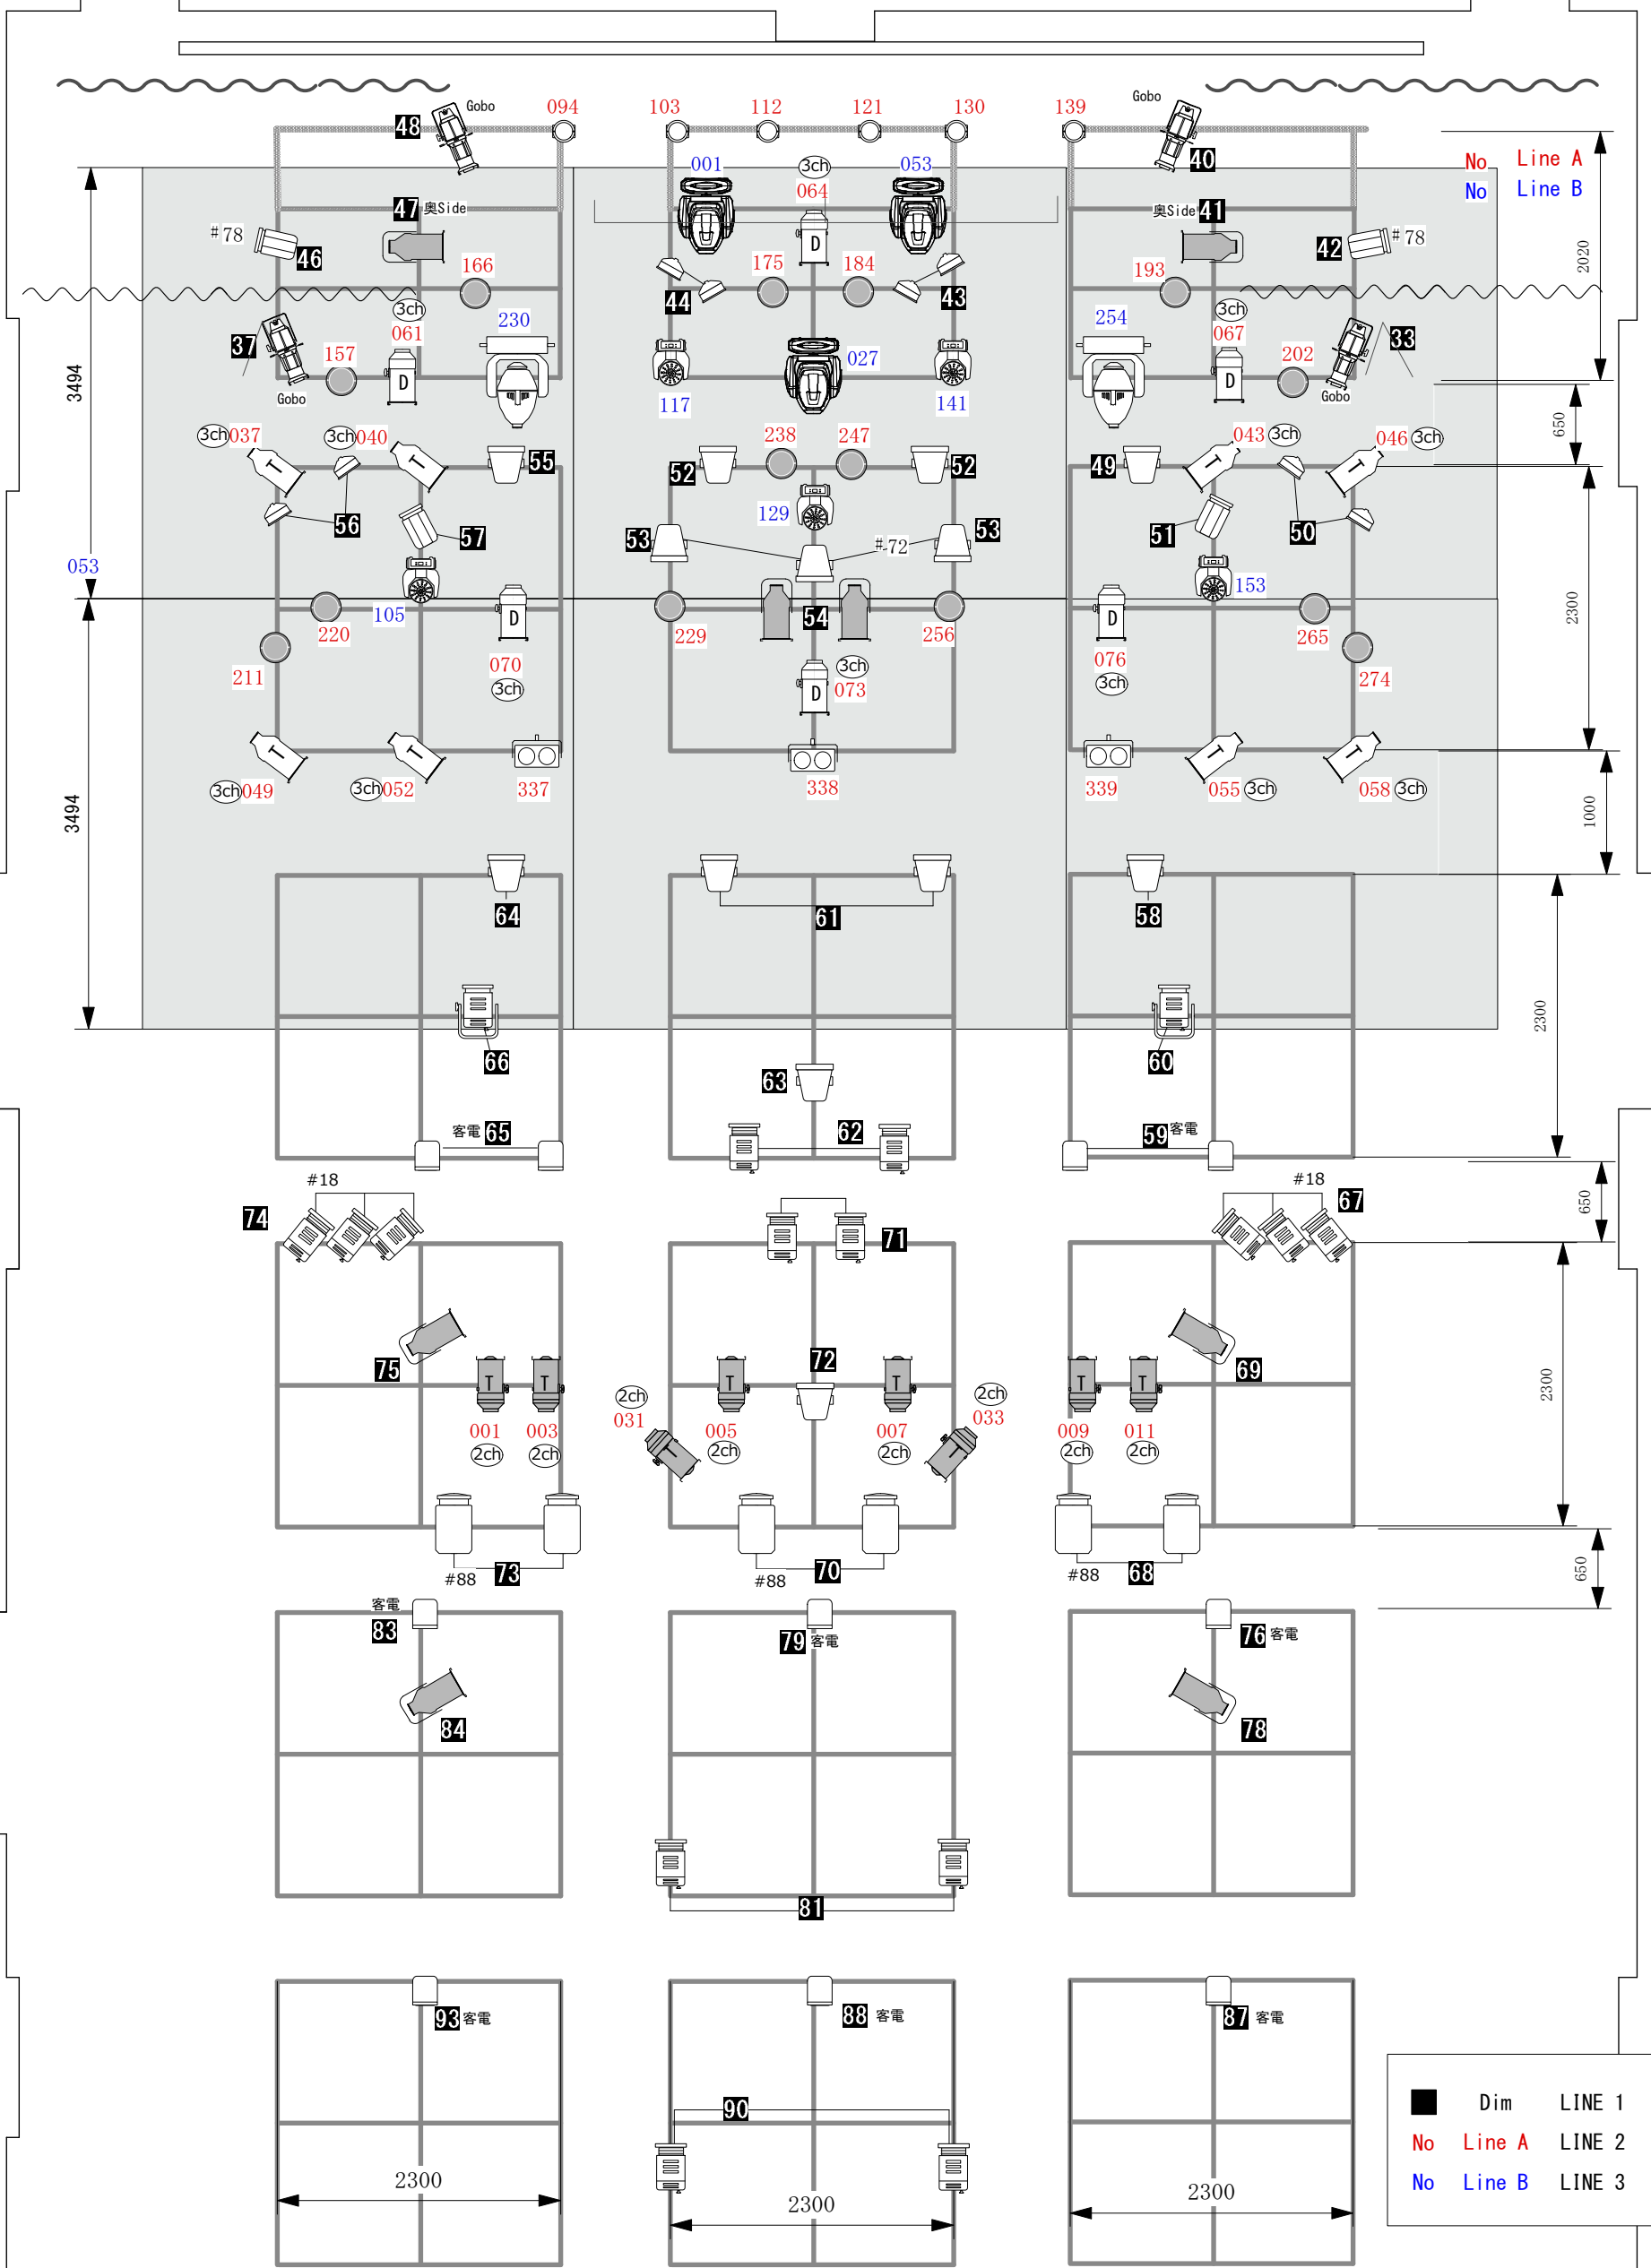 Gobo
Gobo
094
103
112
121
130
139
48
40
No Line A
No Line B
001
3ch
053
064
47 奥Side
奥Side 41
#78
46
D
42
#78
2020
166
175
184
193
44
43
3ch
061
230
3ch
067
254
37
157
D
027
D
202
33
3494
Gobo
Gobo
117
141
650
3ch 037
3ch 040
238
247
043 3ch
046 3ch
T
T
55
52
52
49
T
T
56
57
129
51
50
53
#72
53
053
105
153
2300
220
D
54
D
229
256
265
211
070
3ch
3ch
073
D
076
3ch
274
T
T
T
T
3ch 049
3ch 052
337
338
339
055 3ch
058 3ch
3494
1000
64
61
58
2300
66
63
60
客電 65
62
59 客電
#18
#18
74
71
67
650
75
72
69
T
T
T
T
T
T
2ch
031
2ch
033
001
2ch
003
2ch
005
2ch
007
2ch
009
2ch
011
2ch
T
T
2300
#88
73
#88
70
#88
68
650
客電
83
79 客電
76 客電
84
78
81
93 客電
88 客電
87 客電
90
2300
2300
2300
Dim LINE 1
No Line A LINE 2
No Line B LINE 3